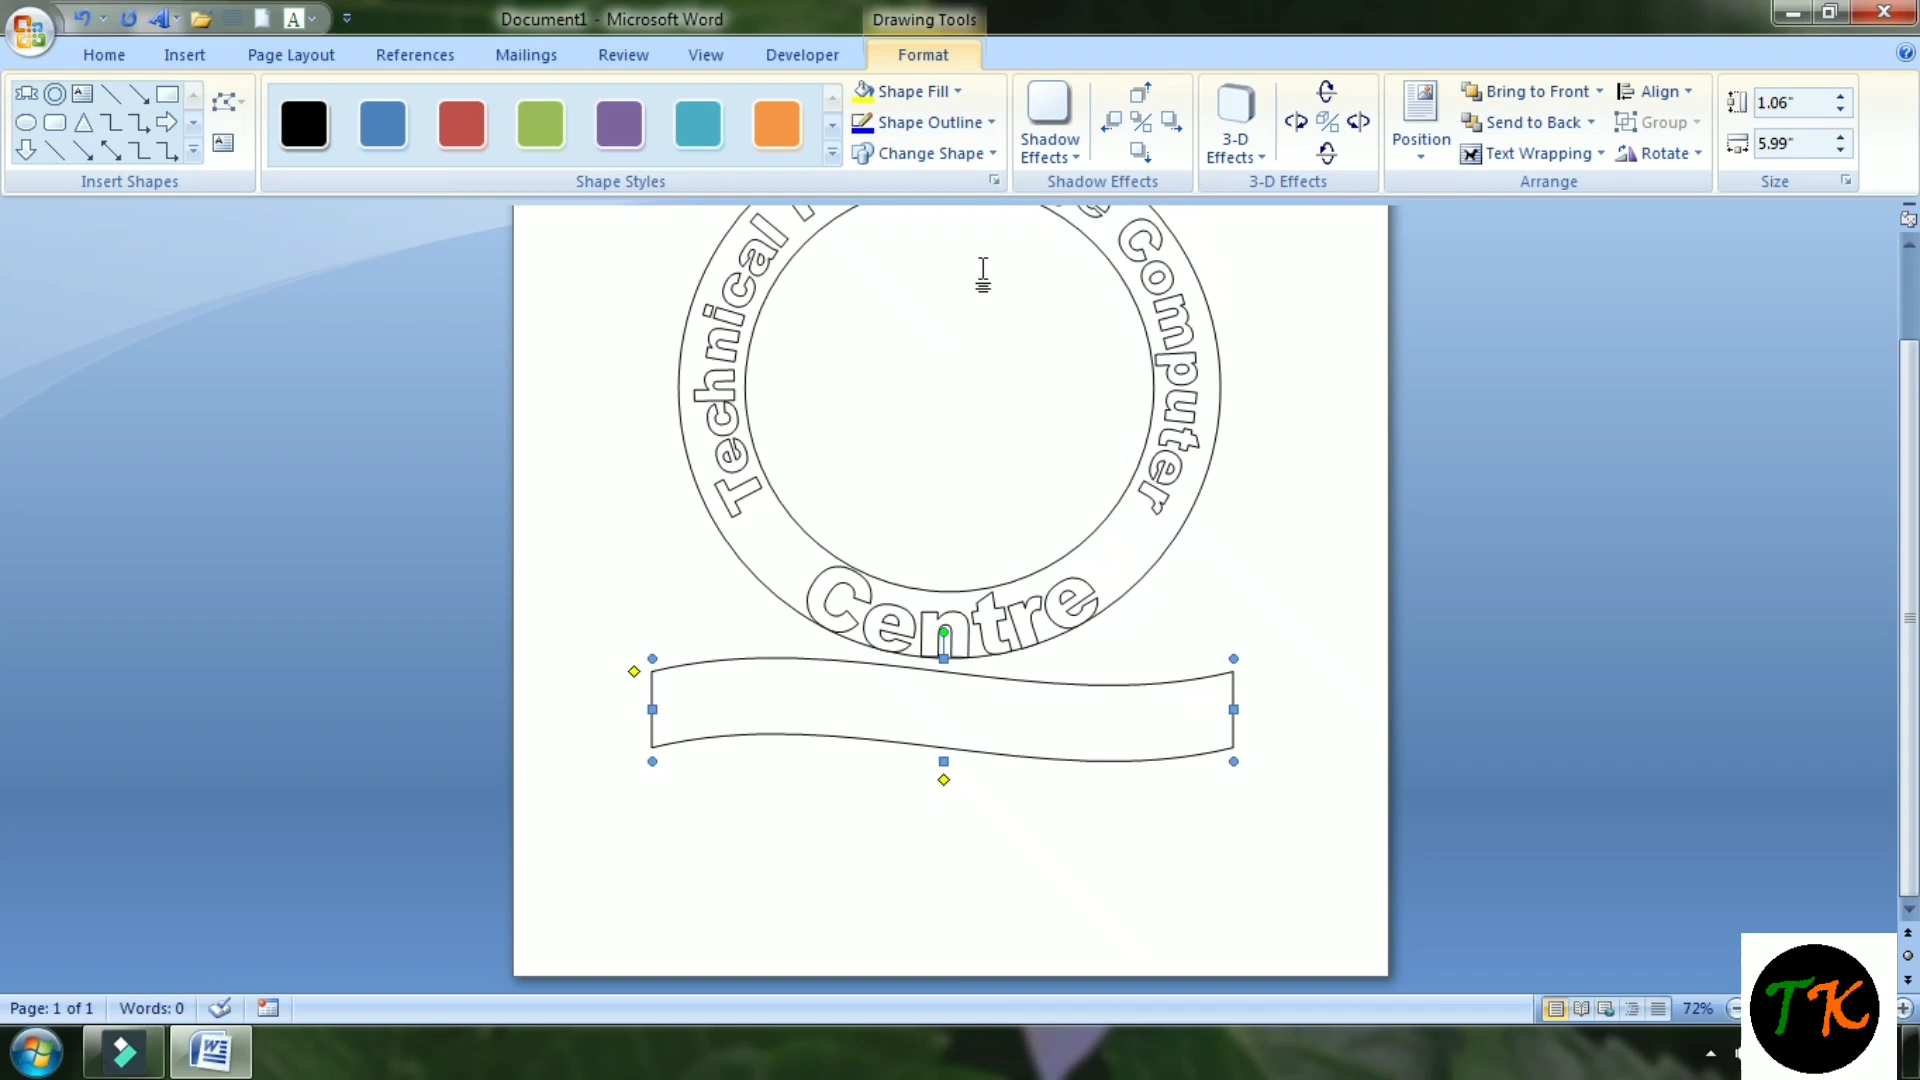 Document1 - Microsoft Word
Drawing Tools
Home Insert Page Layout References Mailings Review View Developer Format
Shape Fill
Shape Outline
Change Shape
Shadow Effects
3-D Effects
Position
Bring to Front
Send to Back
Text Wrapping
Align
Group
Rotate
1.06"
5.99"
Insert Shapes Shape Styles Shadow Effects 3-D Effects Arrange Size
Technical
Computer
Centre
Page: 1 of 1 Words: 0 72%
TK